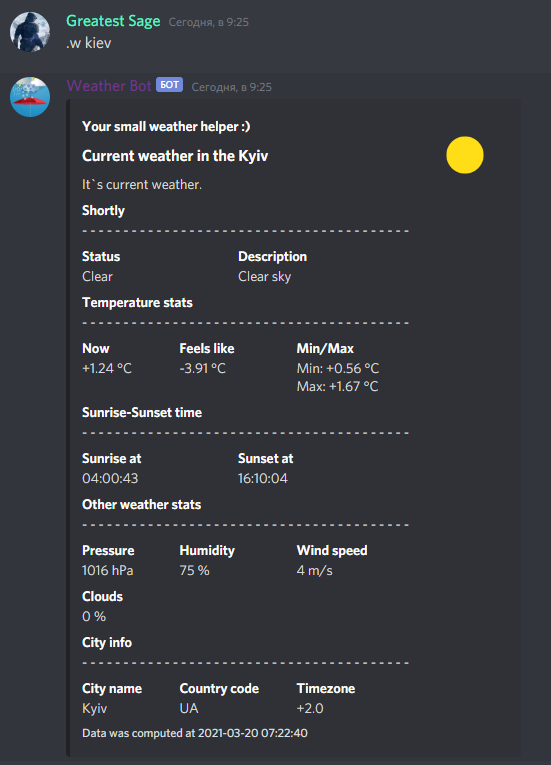 Greatest Sage Сегодня, в 9:25
.w kiev
Weather Bot БОТ Сегодня, в 9:25
Your small weather helper :)
Current weather in the Kyiv
It`s current weather.
Shortly
- - - - - - - - - - - - - - - - - - - - - - - - - - - - - - - - - - - - -
Status Description
Clear Clear sky
Temperature stats
- - - - - - - - - - - - - - - - - - - - - - - - - - - - - - - - - - - - -
Now Feels like Min/Max
+1.24 °C -3.91 °C Min: +0.56 °C
Max: +1.67 °C
Sunrise-Sunset time
- - - - - - - - - - - - - - - - - - - - - - - - - - - - - - - - - - - - -
Sunrise at Sunset at
04:00:43 16:10:04
Other weather stats
- - - - - - - - - - - - - - - - - - - - - - - - - - - - - - - - - - - - -
Pressure Humidity Wind speed
1016 hPa 75 % 4 m/s
Clouds
0 %
City info
- - - - - - - - - - - - - - - - - - - - - - - - - - - - - - - - - - - - -
City name Country code Timezone
Kyiv UA +2.0
Data was computed at 2021-03-20 07:22:40